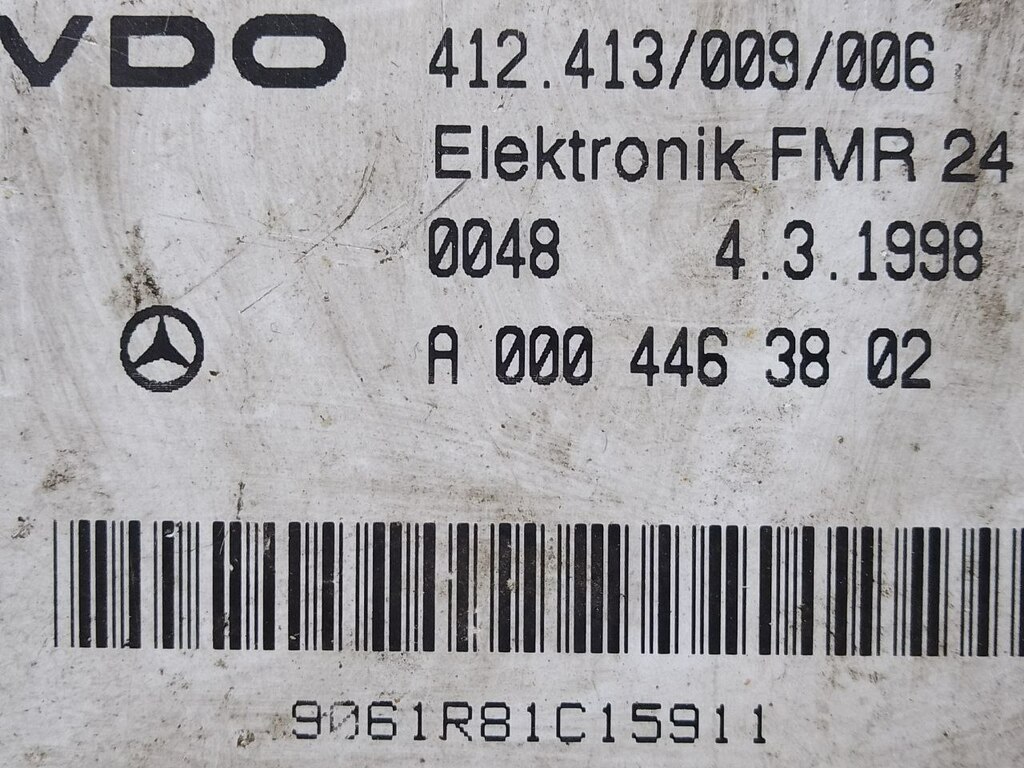 VDO
412.413/009/006
Elektronik FMR 24
0048 4.3.1998
A 000 446 38 02
9061R81C15911